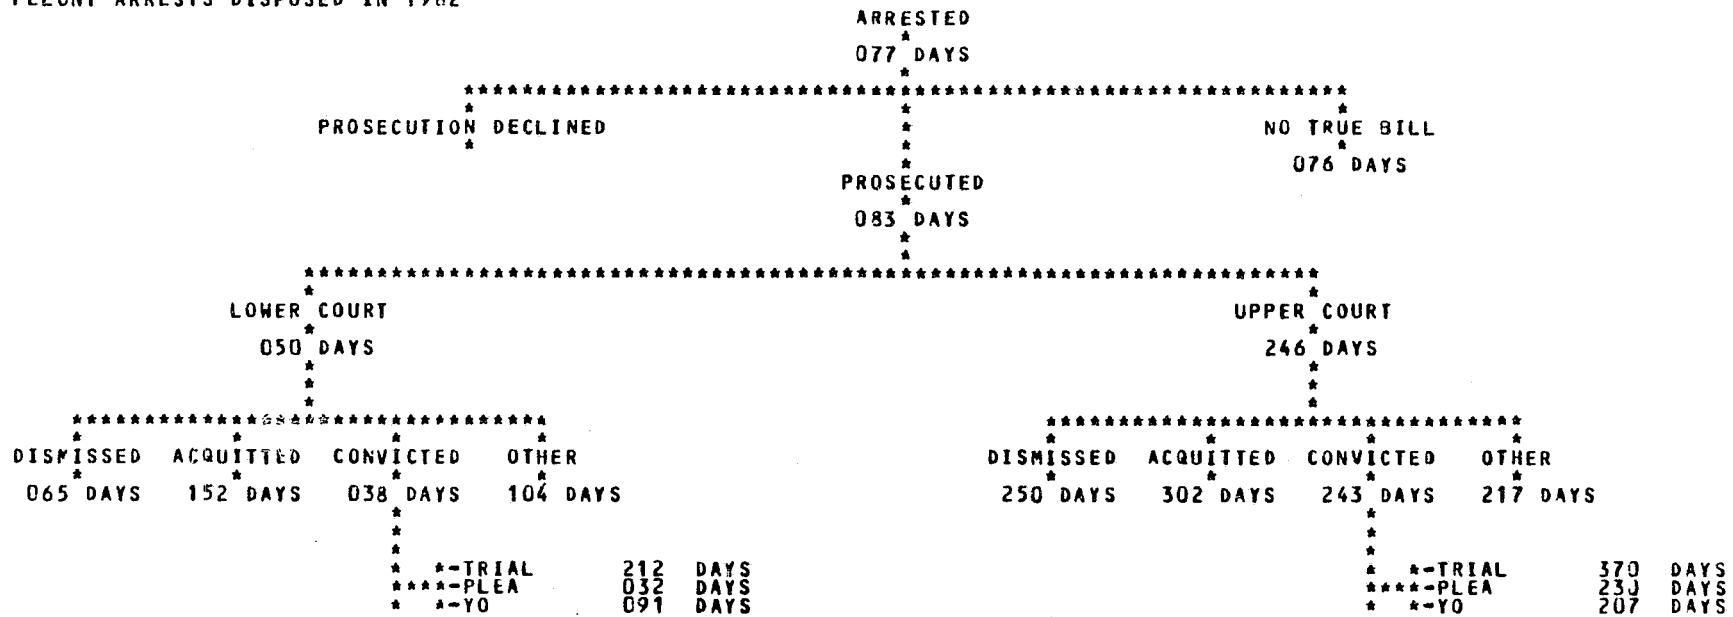 ARRESTED
077 DAYS
PROSECUTION DECLINED
NO TRUE BILL
076 DAYS
PROSECUTED
083 DAYS
LOWER COURT
UPPER COURT
050 DAYS
246 DAYS
DISMISSED ACQUITTED CONVICTED OTHER
065 DAYS 152 DAYS 038 DAYS 104 DAYS
DISMISSED ACQUITTED CONVICTED OTHER
250 DAYS 302 DAYS 243 DAYS 217 DAYS
*-TRIAL 212 DAYS
****-PLEA 032 DAYS
* *-YO 091 DAYS
*-TRIAL 370 DAYS
****-PLEA 230 DAYS
* *-YO 207 DAYS